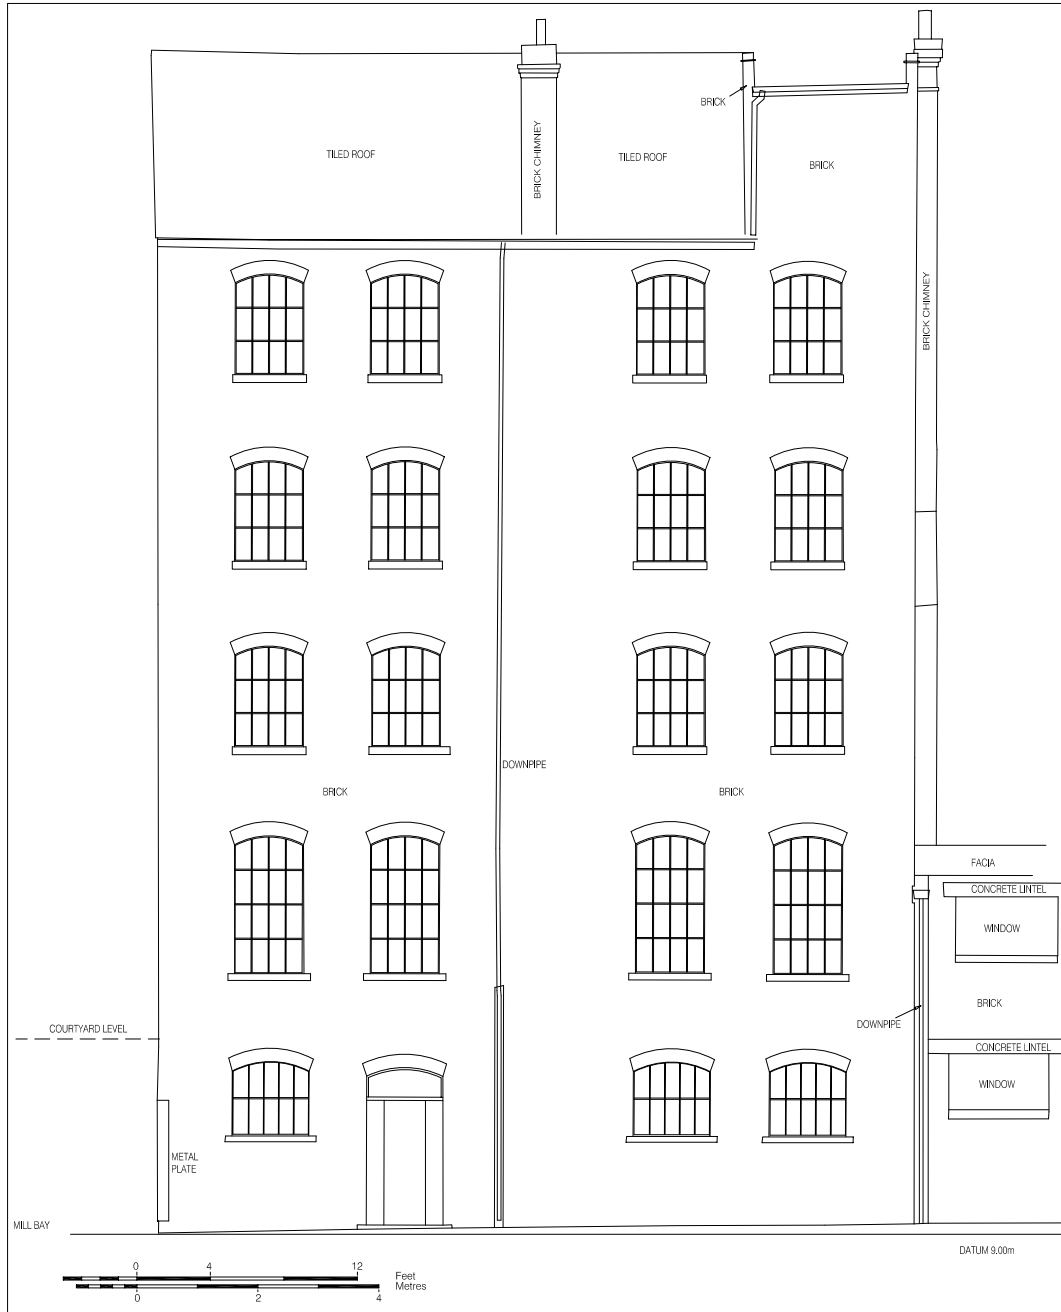 BRICK
TILED ROOF
BRICK CHIMNEY
TILED ROOF
BRICK
BRICK CHIMNEY
DOWNPIPE
BRICK
BRICK
FACIA
CONCRETE LINTEL
WINDOW
BRICK
DOWNPIPE
COURTYARD LEVEL
CONCRETE LINTEL
WINDOW
METAL
PLATE
MILL BAY
DATUM 9.00m
0 4 12 Feet
Metres
0 2 4